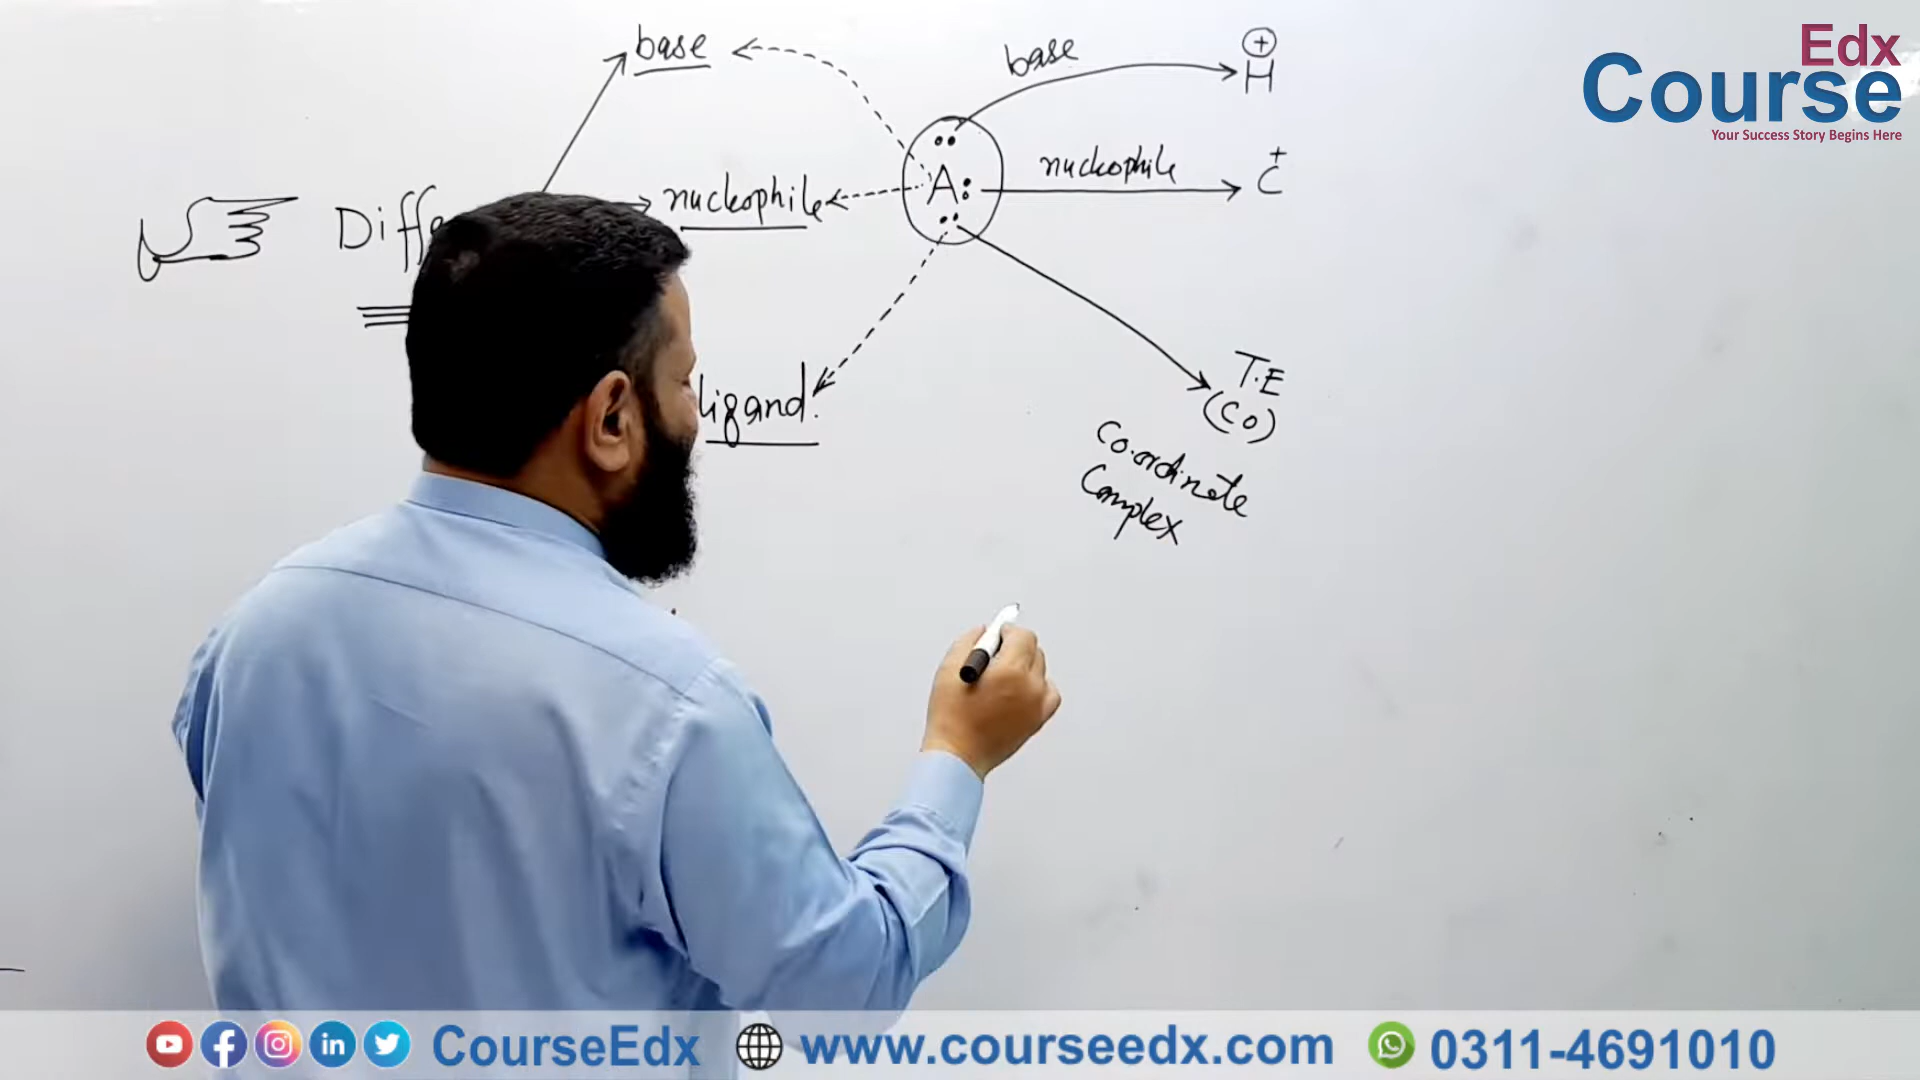 base
base
⊕
H
A
nucleophile
nucleophile
+
C
Diff
ligand.
T.E
(Co)
Co.ordinate
Complex
Edx
Course
Your Success Story Begins Here
CourseEdx
www.courseedx.com
0311-4691010